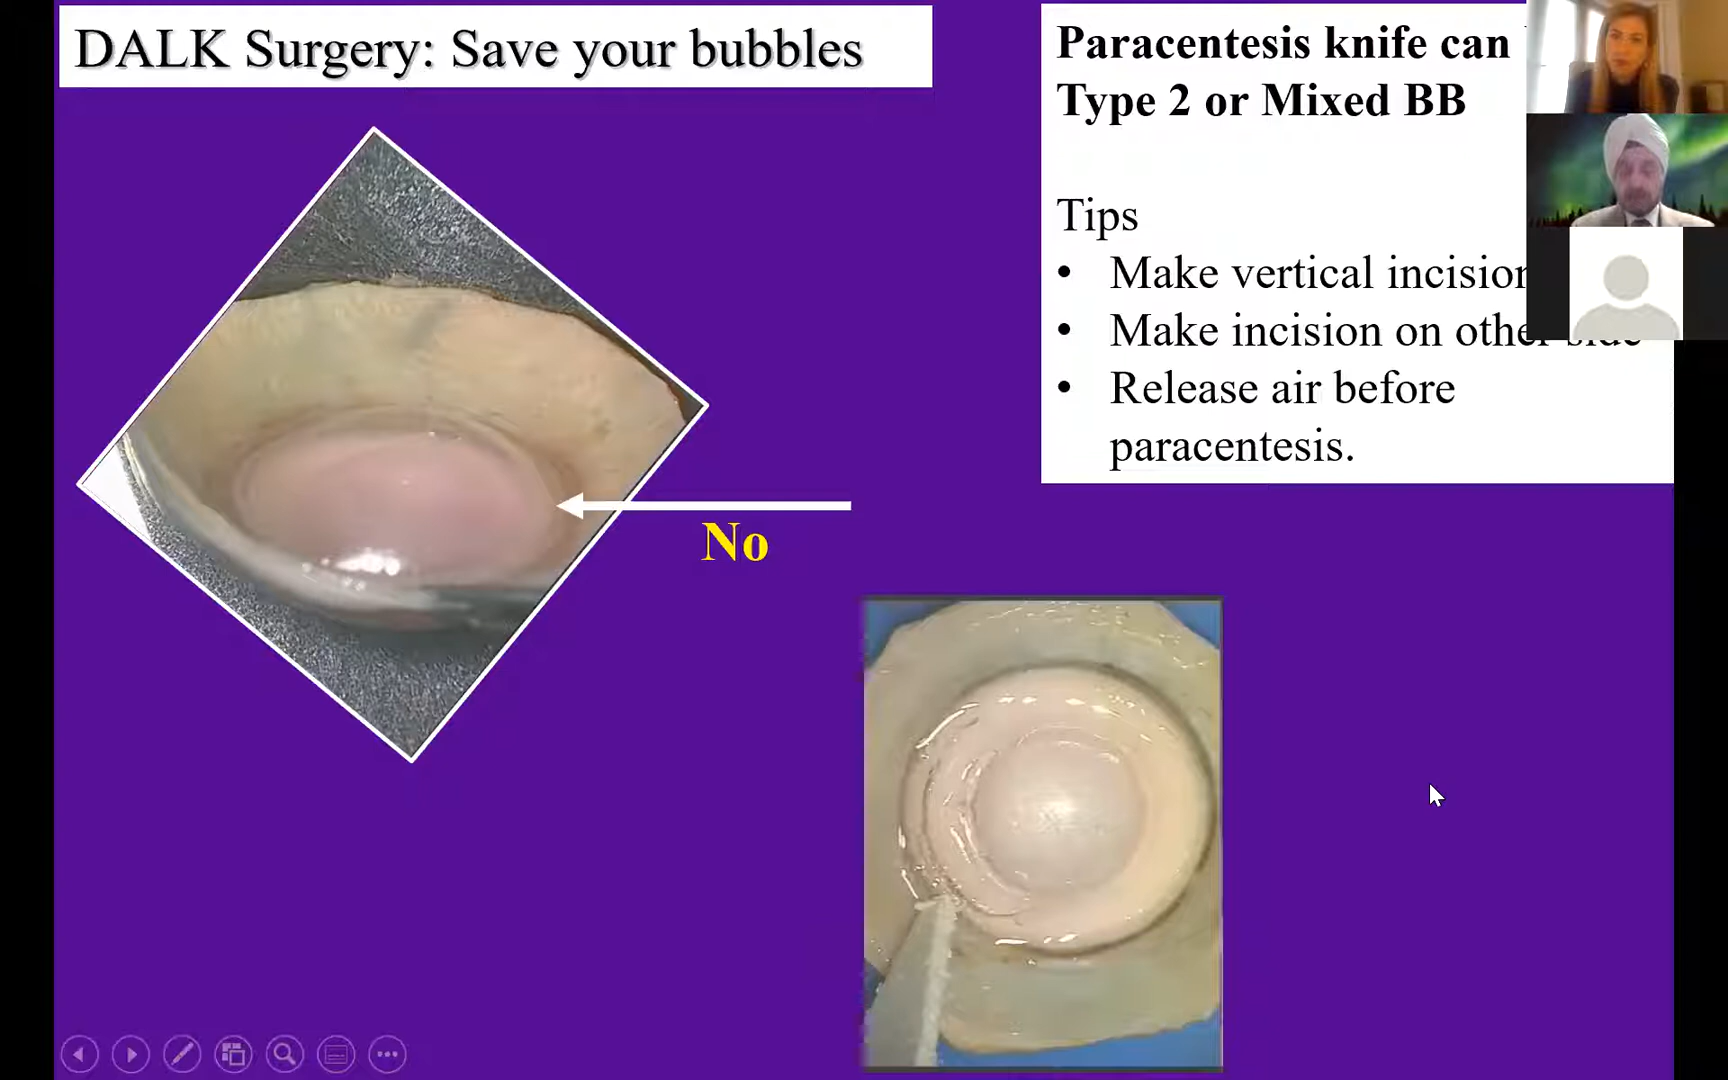 DALK Surgery: Save your bubbles
Paracentesis knife can
Type 2 or Mixed BB
Tips
• Make vertical incision
• Make incision on other side
• Release air before
paracentesis.
No